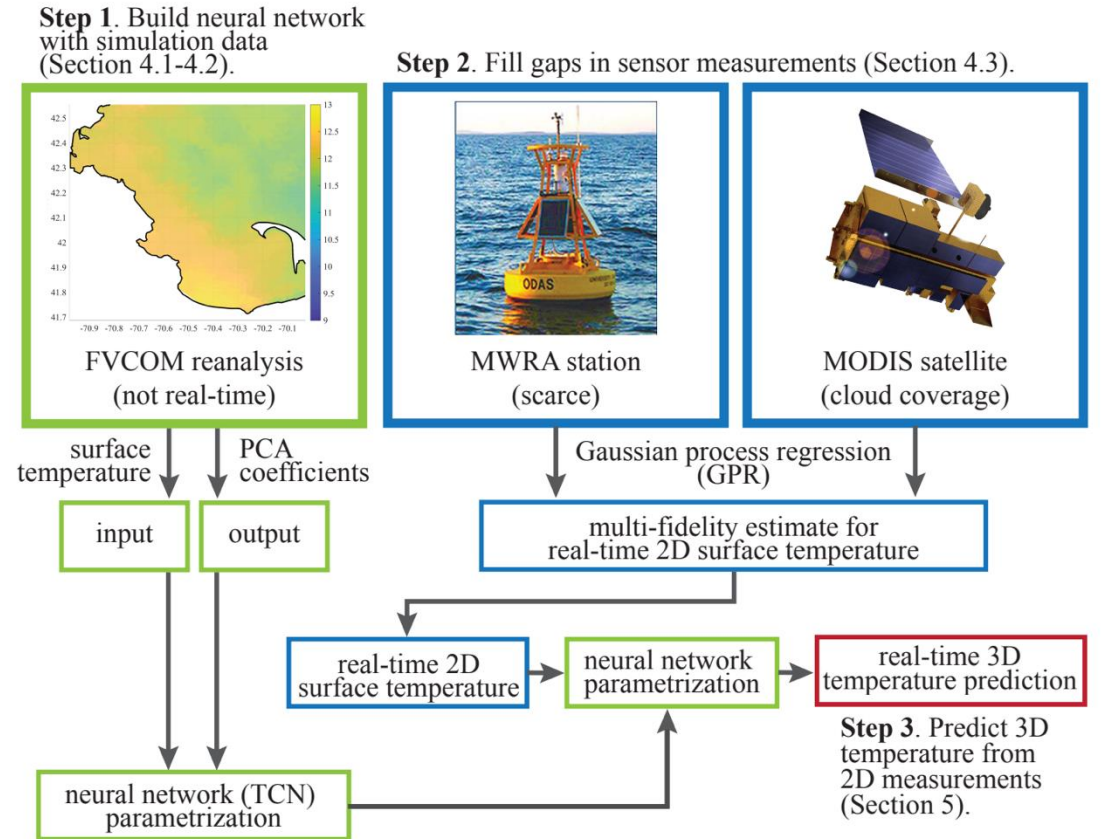 Step 1. Build neural network
with simulation data
(Section 4.1-4.2).
Step 2. Fill gaps in sensor measurements (Section 4.3).
42.5
42.4
42.3
42.2
42.1
42
41.9
41.8
41.7
-70.9 -70.8 -70.7 -70.6 -70.5 -70.4 -70.3 -70.2 -70.1
13
12.5
12
11.5
11
10.5
10
9.5
9
FVCOM reanalysis
(not real-time)
ODAS
MWRA station
(scarce)
MODIS satellite
(cloud coverage)
surface
temperature
PCA
coefficients
Gaussian process regression
(GPR)
input
output
multi-fidelity estimate for
real-time 2D surface temperature
real-time 2D
surface temperature
neural network
parametrization
real-time 3D
temperature prediction
Step 3. Predict 3D
temperature from
2D measurements
(Section 5).
neural network (TCN)
parametrization